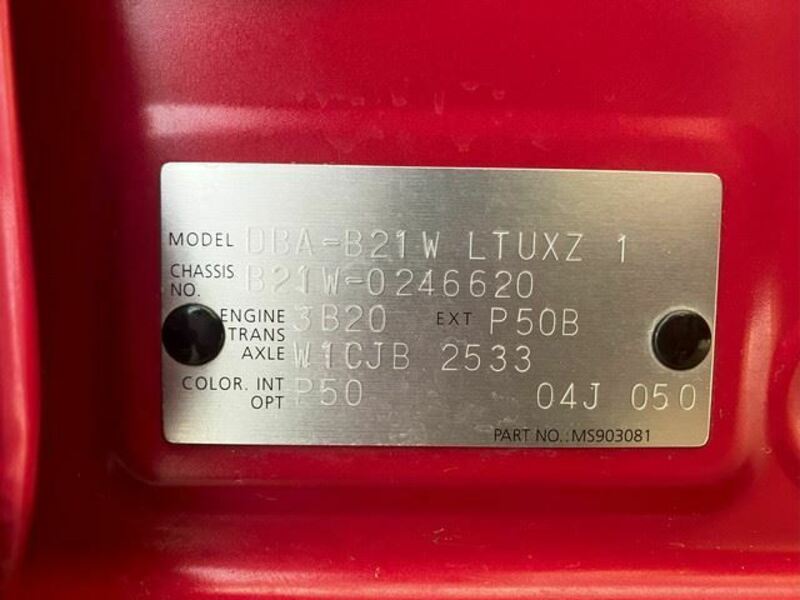 MODEL DBA-B21W LTUXZ 1
CHASSIS NO. B21W-0246620
ENGINE 3B20 EXT P50B
TRANS AXLE W1CJB 2533
COLOR. INT OPT P50 04J 050
PART NO.:MS903081